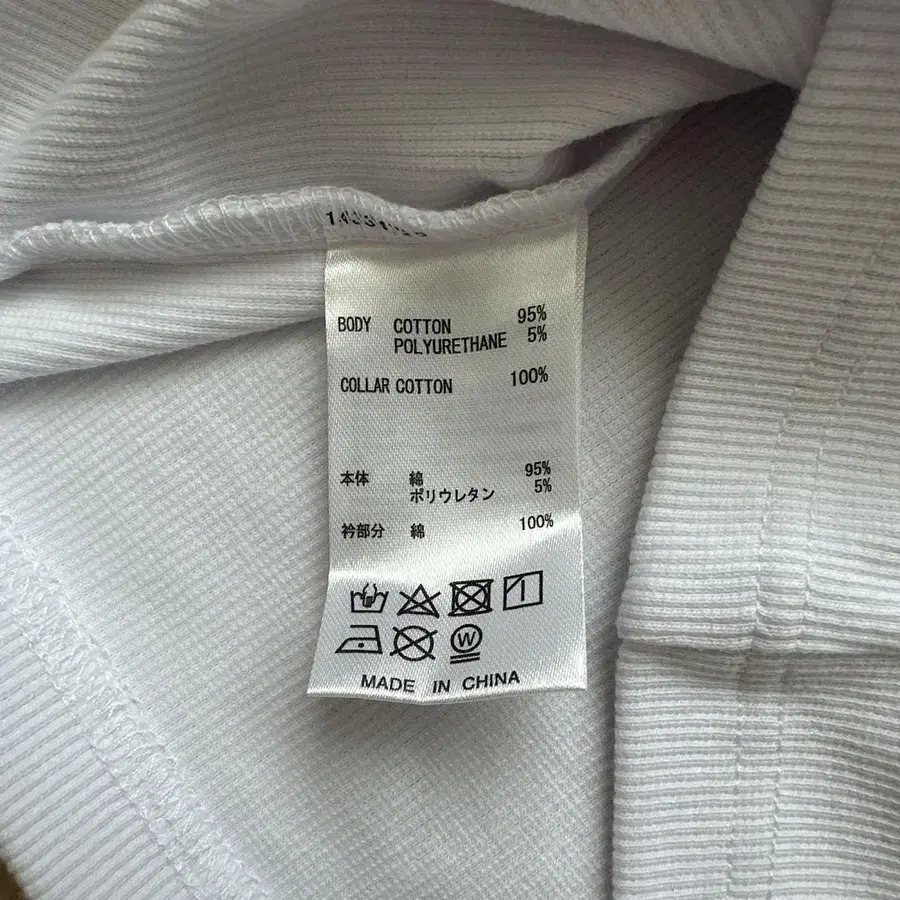 BODY COTTON 95%
POLYURETHANE 5%
COLLAR COTTON 100%
本体 綿 95%
ポリウレタン 5%
衿部分 綿 100%
W
MADE IN CHINA